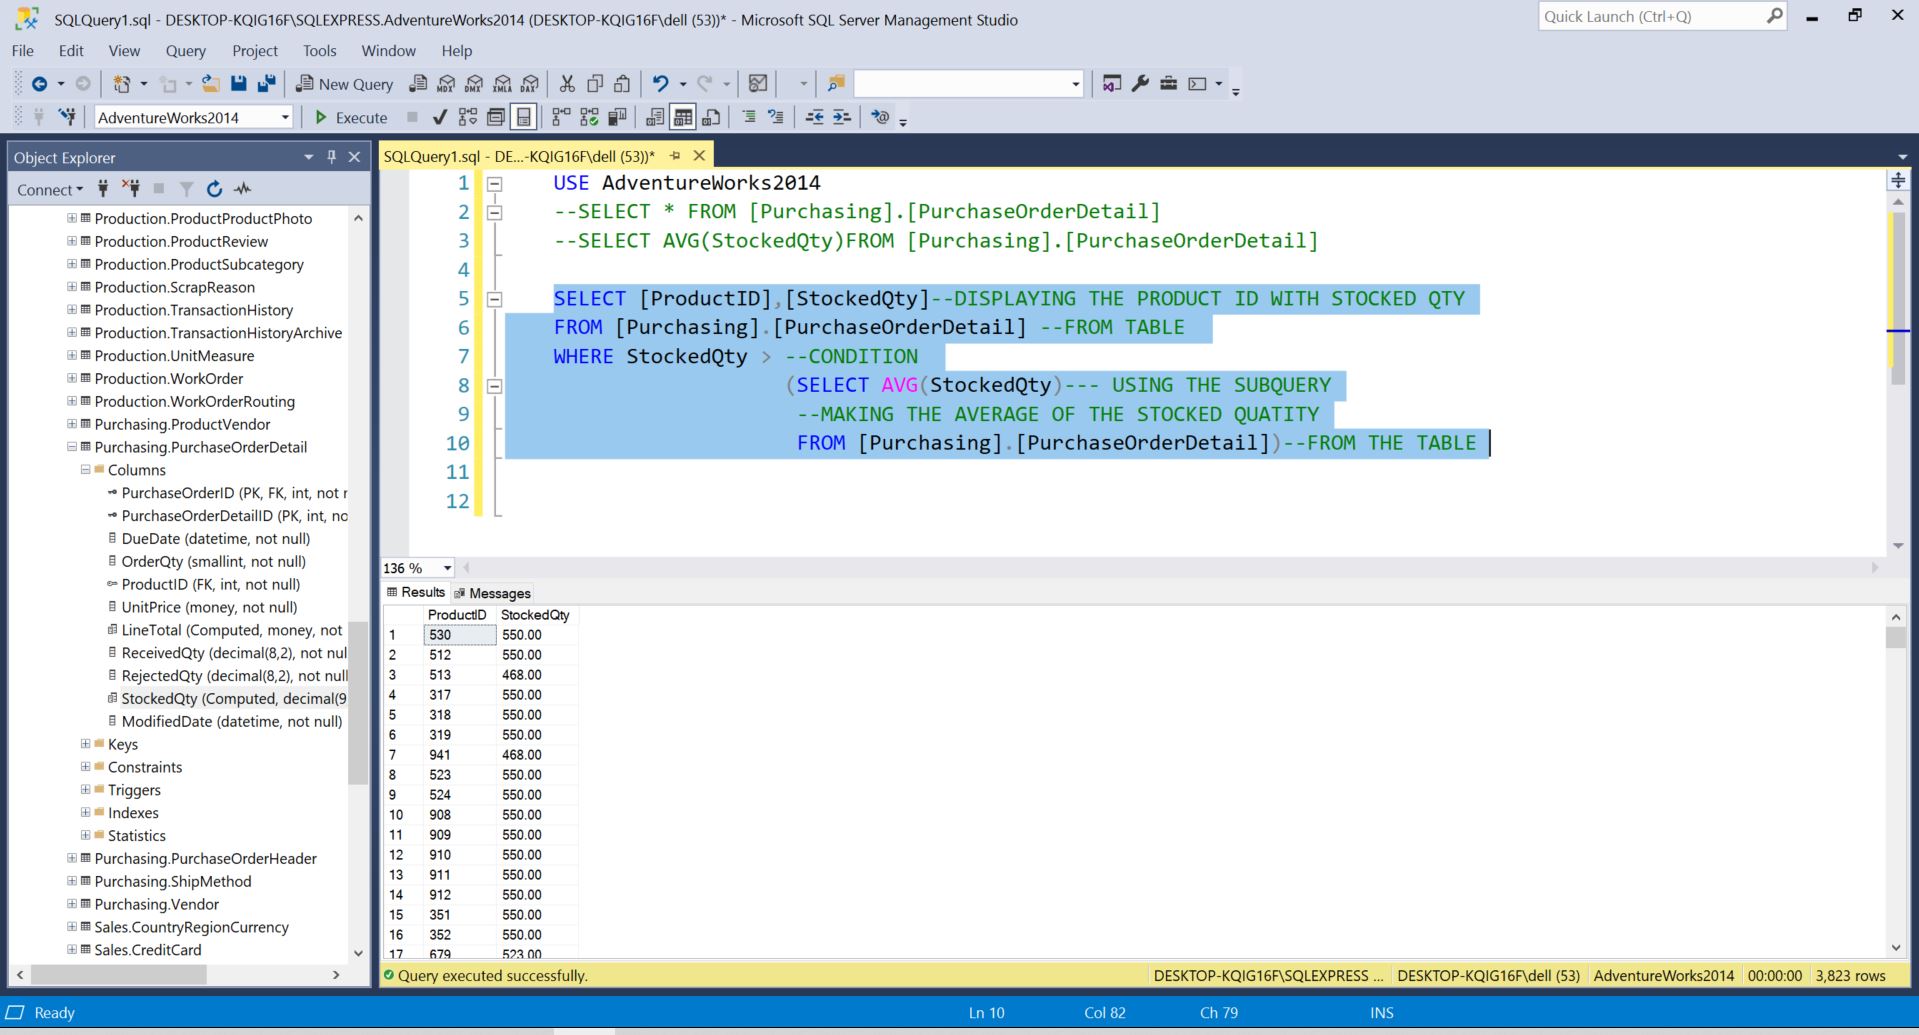 SQLQuery1.sql - DESKTOP-KQIG16F\SQLEXPRESS.AdventureWorks2014 (DESKTOP-KQIG16F\dell (53))* - Microsoft SQL Server Management Studio
Quick Launch (Ctrl+Q)
File Edit View Query Project Tools Window Help
New Query MDX DMX XMLA DAX
AdventureWorks2014 Execute
Object Explorer
Connect
Production.ProductProductPhoto
Production.ProductReview
Production.ProductSubcategory
Production.ScrapReason
Production.TransactionHistory
Production.TransactionHistoryArchive
Production.UnitMeasure
Production.WorkOrder
Production.WorkOrderRouting
Purchasing.ProductVendor
Purchasing.PurchaseOrderDetail
Columns
PurchaseOrderID (PK, FK, int, not r
PurchaseOrderDetailID (PK, int, no
DueDate (datetime, not null)
OrderQty (smallint, not null)
ProductID (FK, int, not null)
UnitPrice (money, not null)
LineTotal (Computed, money, not
ReceivedQty (decimal(8,2), not nul
RejectedQty (decimal(8,2), not null
StockedQty (Computed, decimal(9
ModifiedDate (datetime, not null)
Keys
Constraints
Triggers
Indexes
Statistics
Purchasing.PurchaseOrderHeader
Purchasing.ShipMethod
Purchasing.Vendor
Sales.CountryRegionCurrency
Sales.CreditCard
SQLQuery1.sql - DE...-KQIG16F\dell (53))*
1 USE AdventureWorks2014
2 --SELECT * FROM [Purchasing].[PurchaseOrderDetail]
3 --SELECT AVG(StockedQty)FROM [Purchasing].[PurchaseOrderDetail]
4
5 SELECT [ProductID],[StockedQty]--DISPLAYING THE PRODUCT ID WITH STOCKED QTY
6 FROM [Purchasing].[PurchaseOrderDetail] --FROM TABLE
7 WHERE StockedQty > --CONDITION
8 (SELECT AVG(StockedQty)--- USING THE SUBQUERY
9 --MAKING THE AVERAGE OF THE STOCKED QUATITY
10 FROM [Purchasing].[PurchaseOrderDetail])--FROM THE TABLE
11
12
136 %
Results Messages
ProductID StockedQty
1 530 550.00
2 512 550.00
3 513 468.00
4 317 550.00
5 318 550.00
6 319 550.00
7 941 468.00
8 523 550.00
9 524 550.00
10 908 550.00
11 909 550.00
12 910 550.00
13 911 550.00
14 912 550.00
15 351 550.00
16 352 550.00
17 679 523.00
Query executed successfully. DESKTOP-KQIG16F\SQLEXPRESS ... DESKTOP-KQIG16F\dell (53) AdventureWorks2014 00:00:00 3,823 rows
Ready Ln 10 Col 82 Ch 79 INS